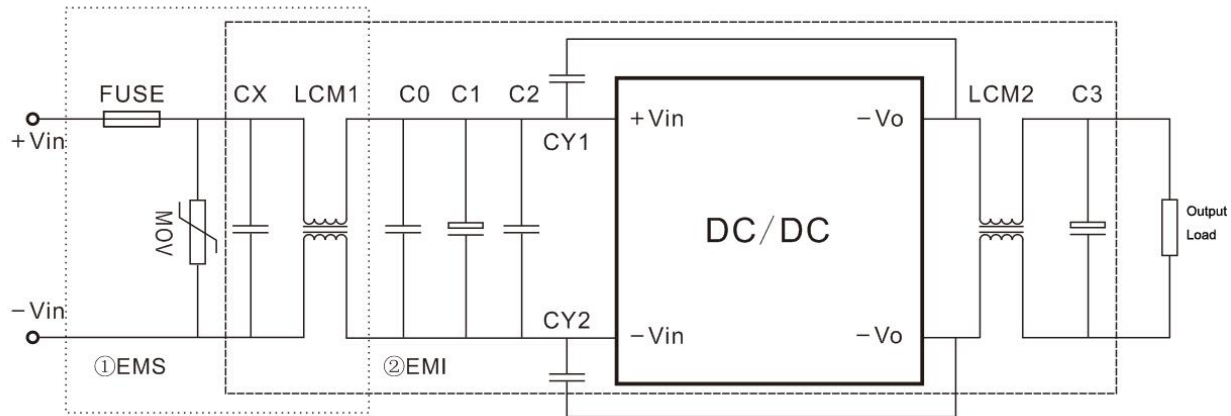 FUSE
CX
LCM1
C0
C1
C2
LCM2
C3
+Vin
CY1
+Vin
−Vo
MOV
DC/DC
Output
Load
−Vin
CY2
−Vin
−Vo
①EMS
②EMI